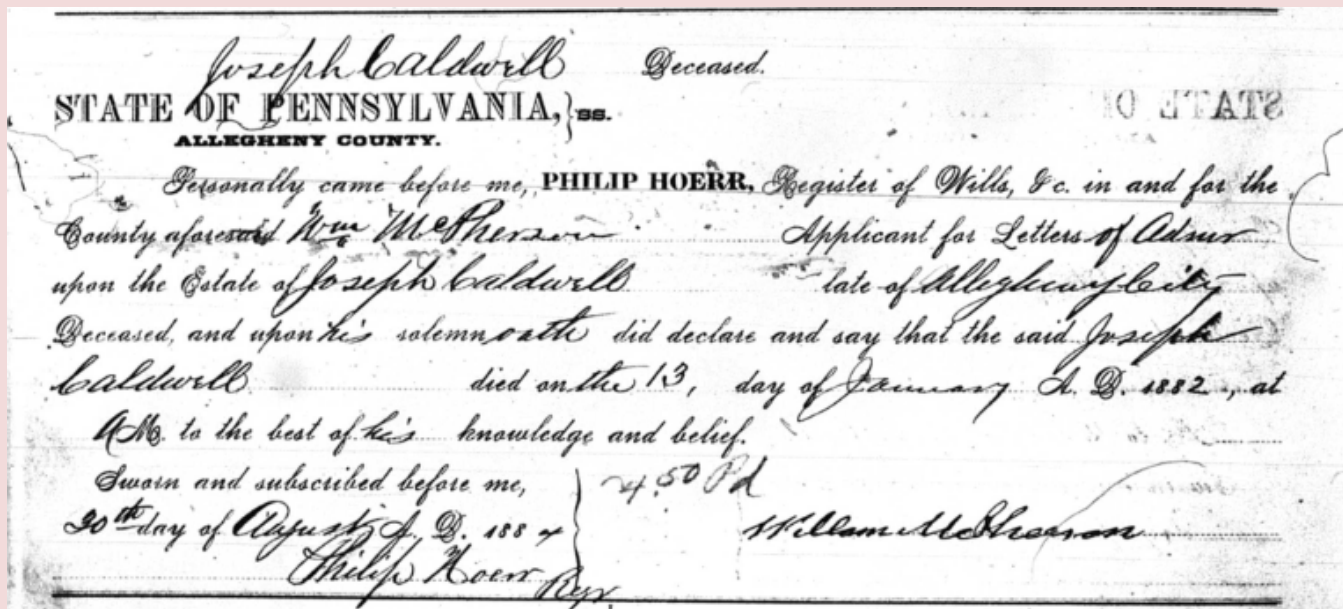 Joseph Caldwell Deceased.
STATE OF PENNSYLVANIA, } ss.
ALLEGHENY COUNTY.
Personally came before me, PHILIP HOERR, Register of Wills, &c. in and for the
County aforesaid Wm McPherson Applicant for Letters of
upon the Estate of Joseph Caldwell late of Allegheny City
Deceased, and upon his solemn oath did declare and say that the said Joseph
Caldwell died on the 13, day of January A. D. 1882, at
A M. to the best of his knowledge and belief.
Sworn and subscribed before me,
4.50 Pd
20th day of August A. D. 1884
William McPherson
Philip Hoerr Regr
STATE OF